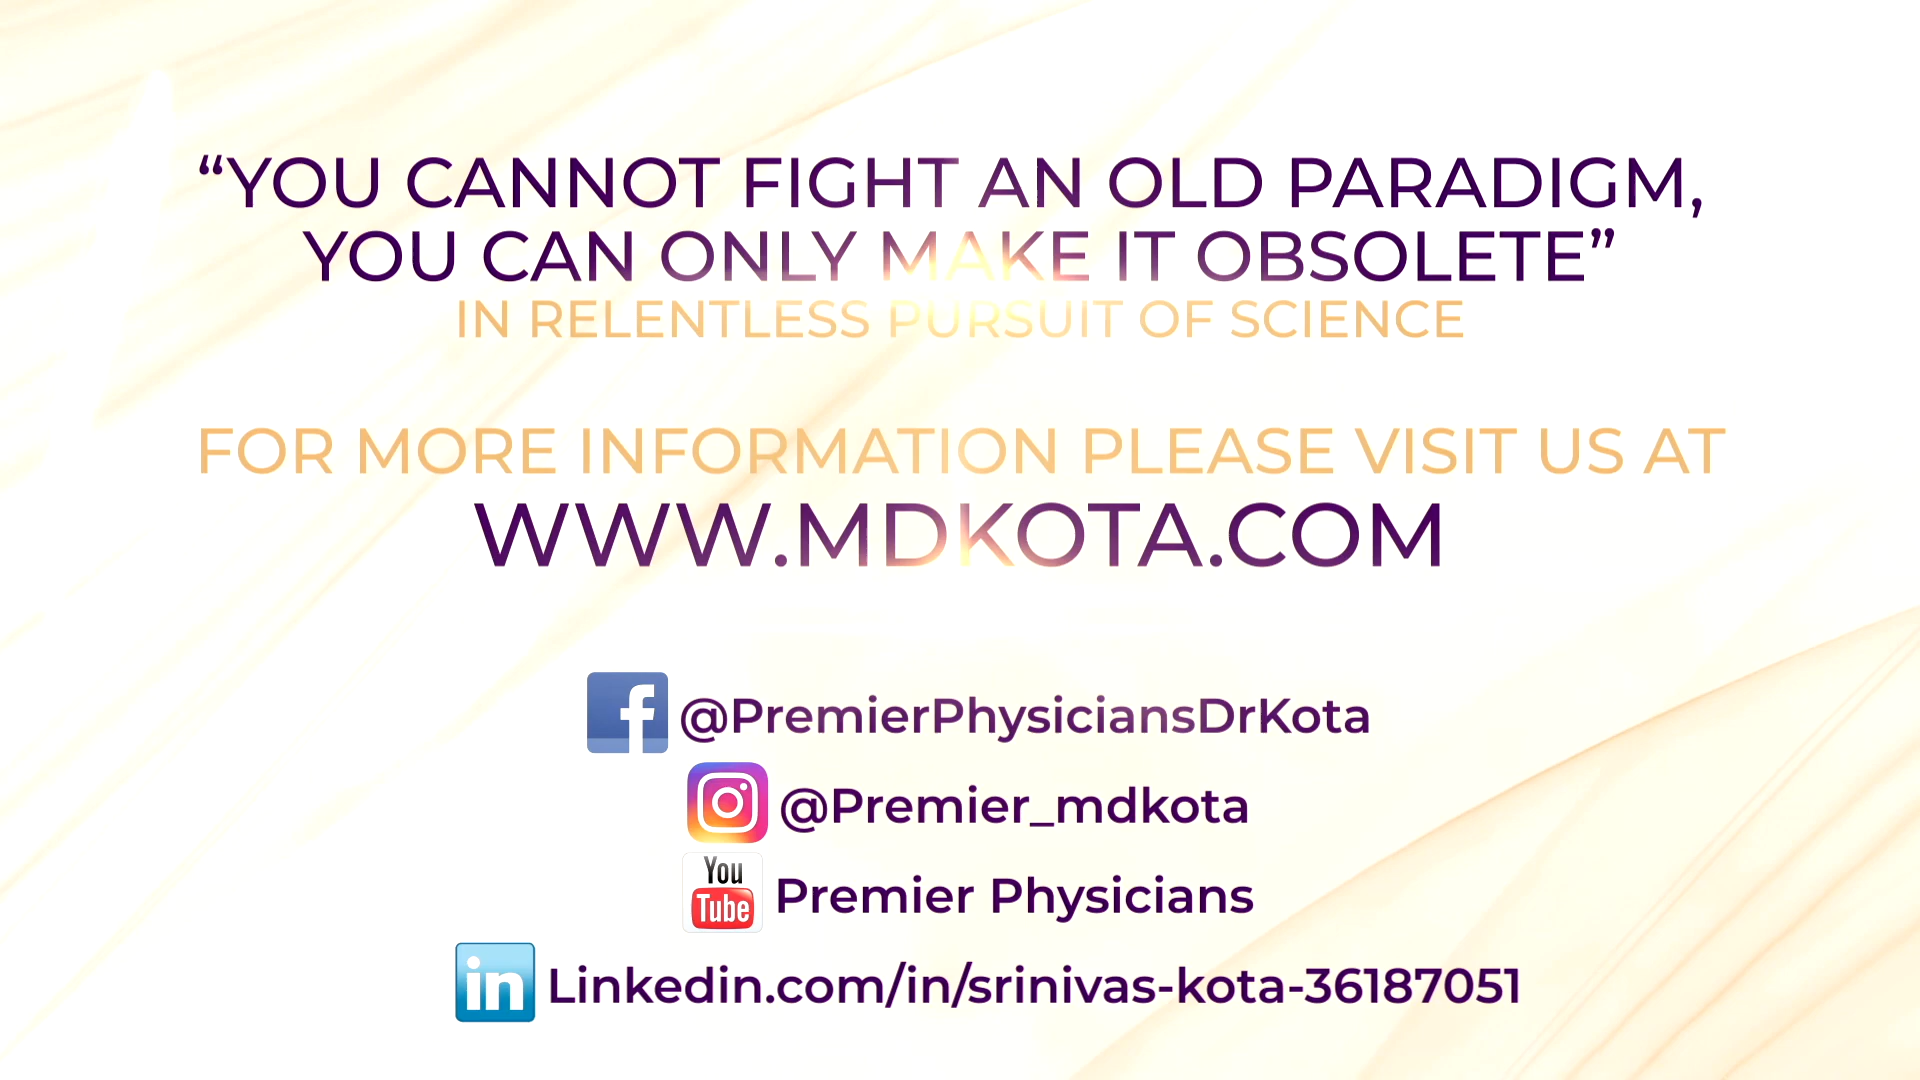 “YOU CANNOT FIGHT AN OLD PARADIGM,
YOU CAN ONLY MAKE IT OBSOLETE”
IN RELENTLESS PURSUIT OF SCIENCE
FOR MORE INFORMATION PLEASE VISIT US AT
WWW.MDKOTA.COM
f @PremierPhysiciansDrKota
@Premier_mdkota
You Tube Premier Physicians
in Linkedin.com/in/srinivas-kota-36187051